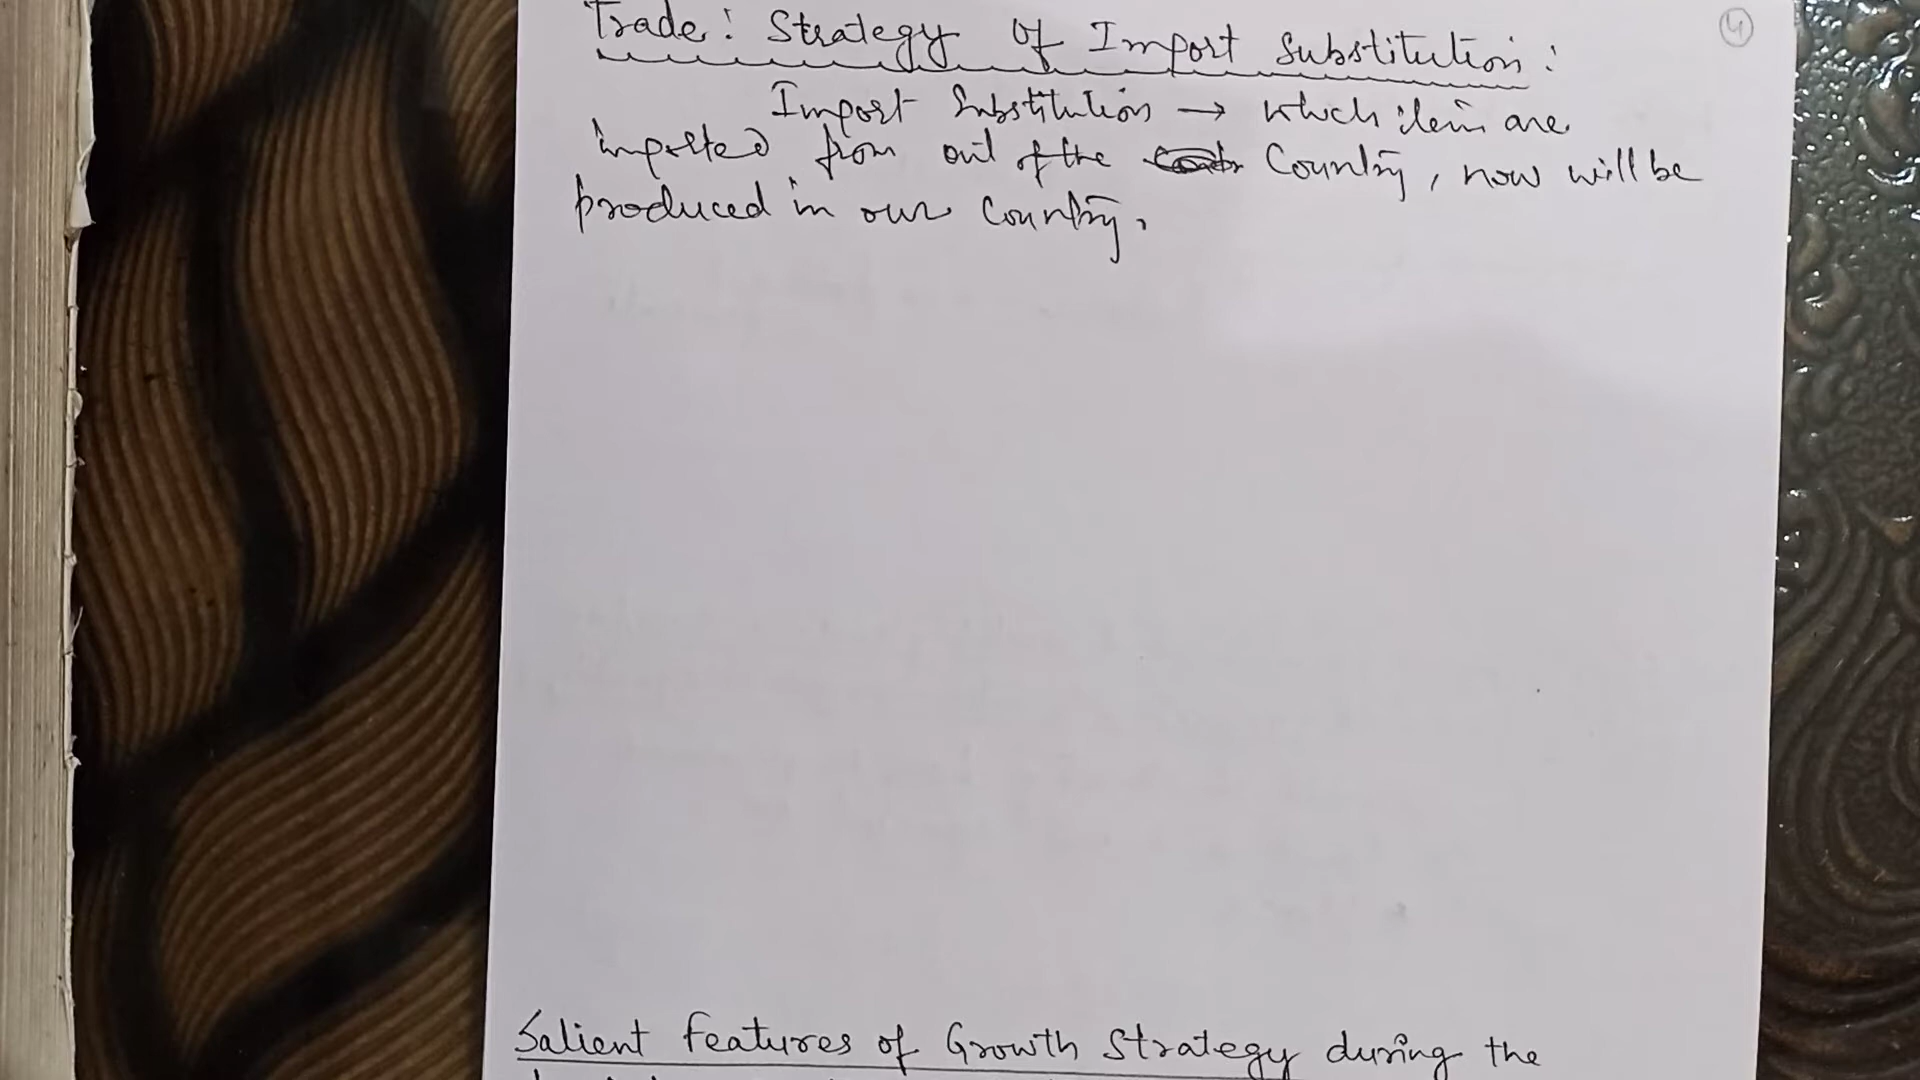 4
Trade: Strategy Of Import Substitution:
Import Substitution → which item are
imported from out of the Country, now will be
produced in our Country.
Salient features of Growth Strategy during the